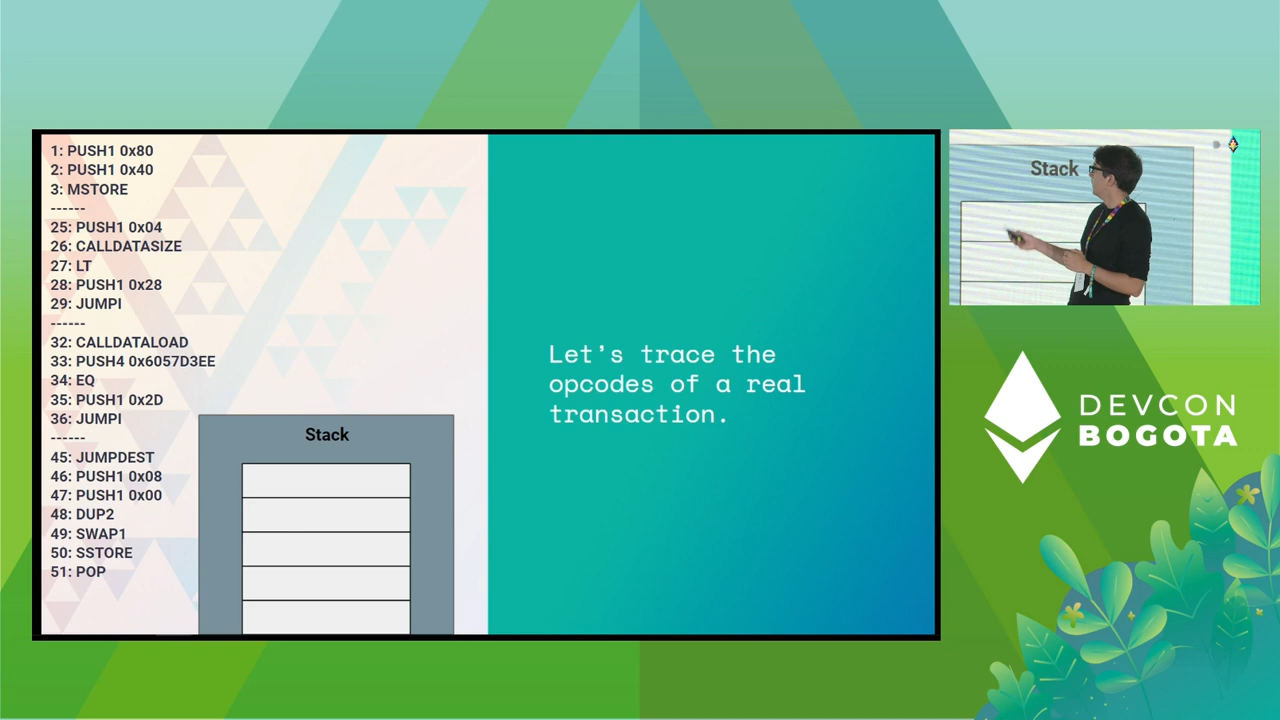 1: PUSH1 0x80
2: PUSH1 0x40
3: MSTORE
------
25: PUSH1 0x04
26: CALLDATASIZE
27: LT
28: PUSH1 0x28
29: JUMPI
------
32: CALLDATALOAD
33: PUSH4 0x6057D3EE
34: EQ
35: PUSH1 0x2D
36: JUMPI
------
45: JUMPDEST
46: PUSH1 0x08
47: PUSH1 0x00
48: DUP2
49: SWAP1
50: SSTORE
51: POP
Stack
Let's trace the
opcodes of a real
transaction.
Stack
DEVCON
BOGOTA